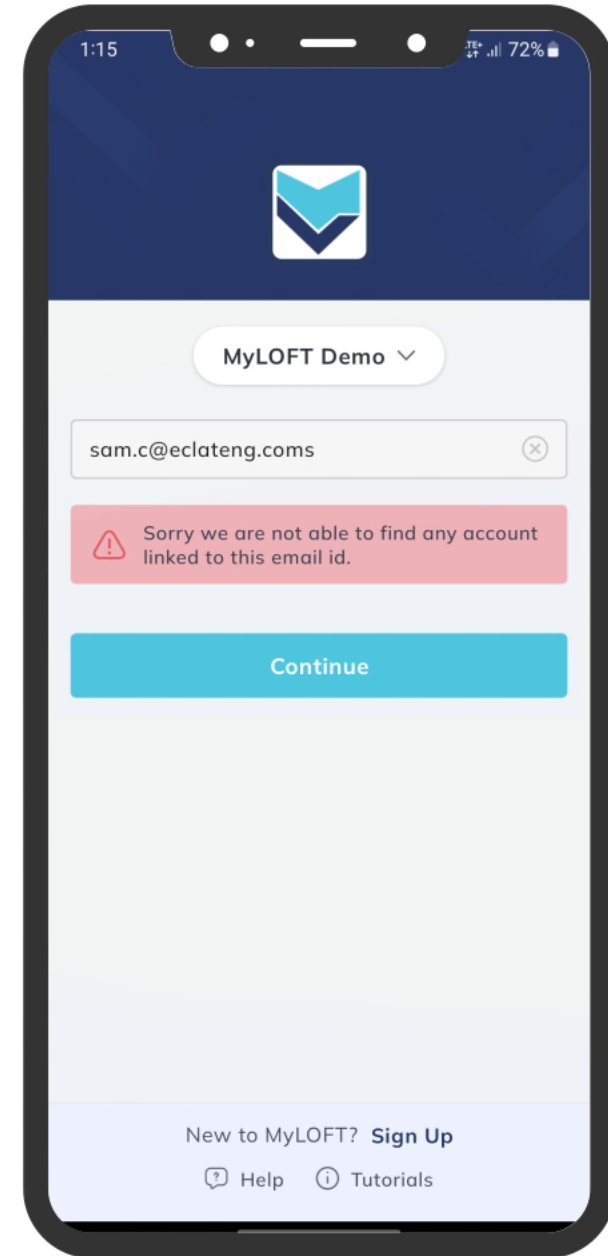 1:15
LTE+ 72%
MyLOFT Demo
sam.c@eclateng.coms
Sorry we are not able to find any account
linked to this email id.
Continue
New to MyLOFT? Sign Up
Help Tutorials